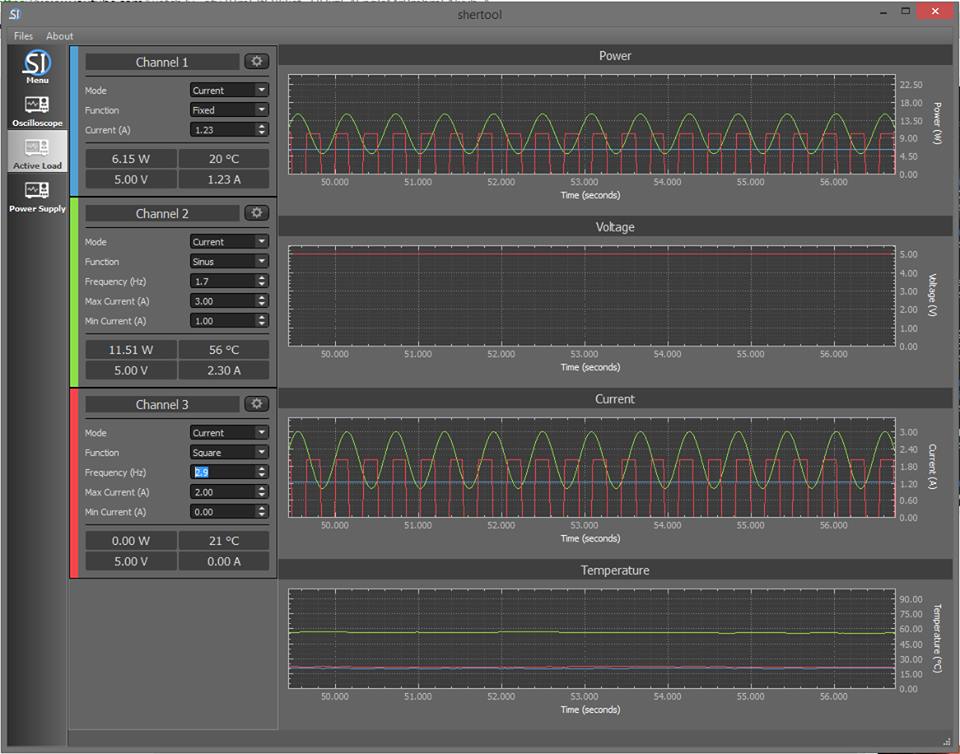 shertool
Files About
SI
Menu
Oscilloscope
Active Load
Power Supply
Channel 1
Mode Current
Function Fixed
Current (A) 1.23
6.15 W 20 °C
5.00 V 1.23 A
Channel 2
Mode Current
Function Sinus
Frequency (Hz) 1.7
Max Current (A) 3.00
Min Current (A) 1.00
11.51 W 56 °C
5.00 V 2.30 A
Channel 3
Mode Current
Function Square
Frequency (Hz) 2.9
Max Current (A) 2.00
Min Current (A) 0.00
0.00 W 21 °C
5.00 V 0.00 A
Power
22.50
18.00
13.50
9.00
4.50
0.00
Power (W)
50.000 51.000 52.000 53.000 54.000 55.000 56.000
Time (seconds)
Voltage
5.00
4.00
3.00
2.00
1.00
0.00
Voltage (V)
50.000 51.000 52.000 53.000 54.000 55.000 56.000
Time (seconds)
Current
3.00
2.40
1.80
1.20
0.60
0.00
Current (A)
50.000 51.000 52.000 53.000 54.000 55.000 56.000
Time (seconds)
Temperature
90.00
75.00
60.00
45.00
30.00
15.00
0.00
Temperature (°C)
50.000 51.000 52.000 53.000 54.000 55.000 56.000
Time (seconds)